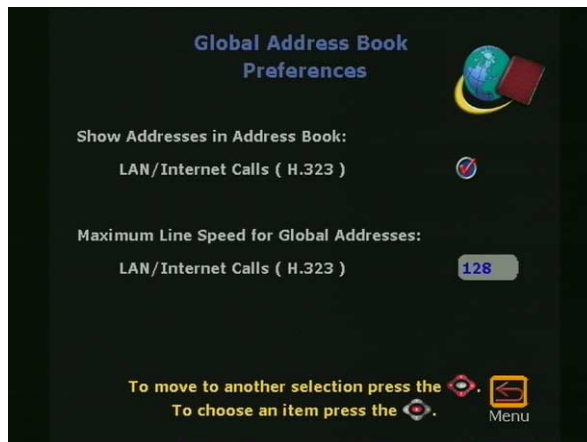 Global Address Book
Preferences
Show Addresses in Address Book:
LAN/Internet Calls ( H.323 )
Maximum Line Speed for Global Addresses:
LAN/Internet Calls ( H.323 )
128
To move to another selection press the .
To choose an item press the .
Menu